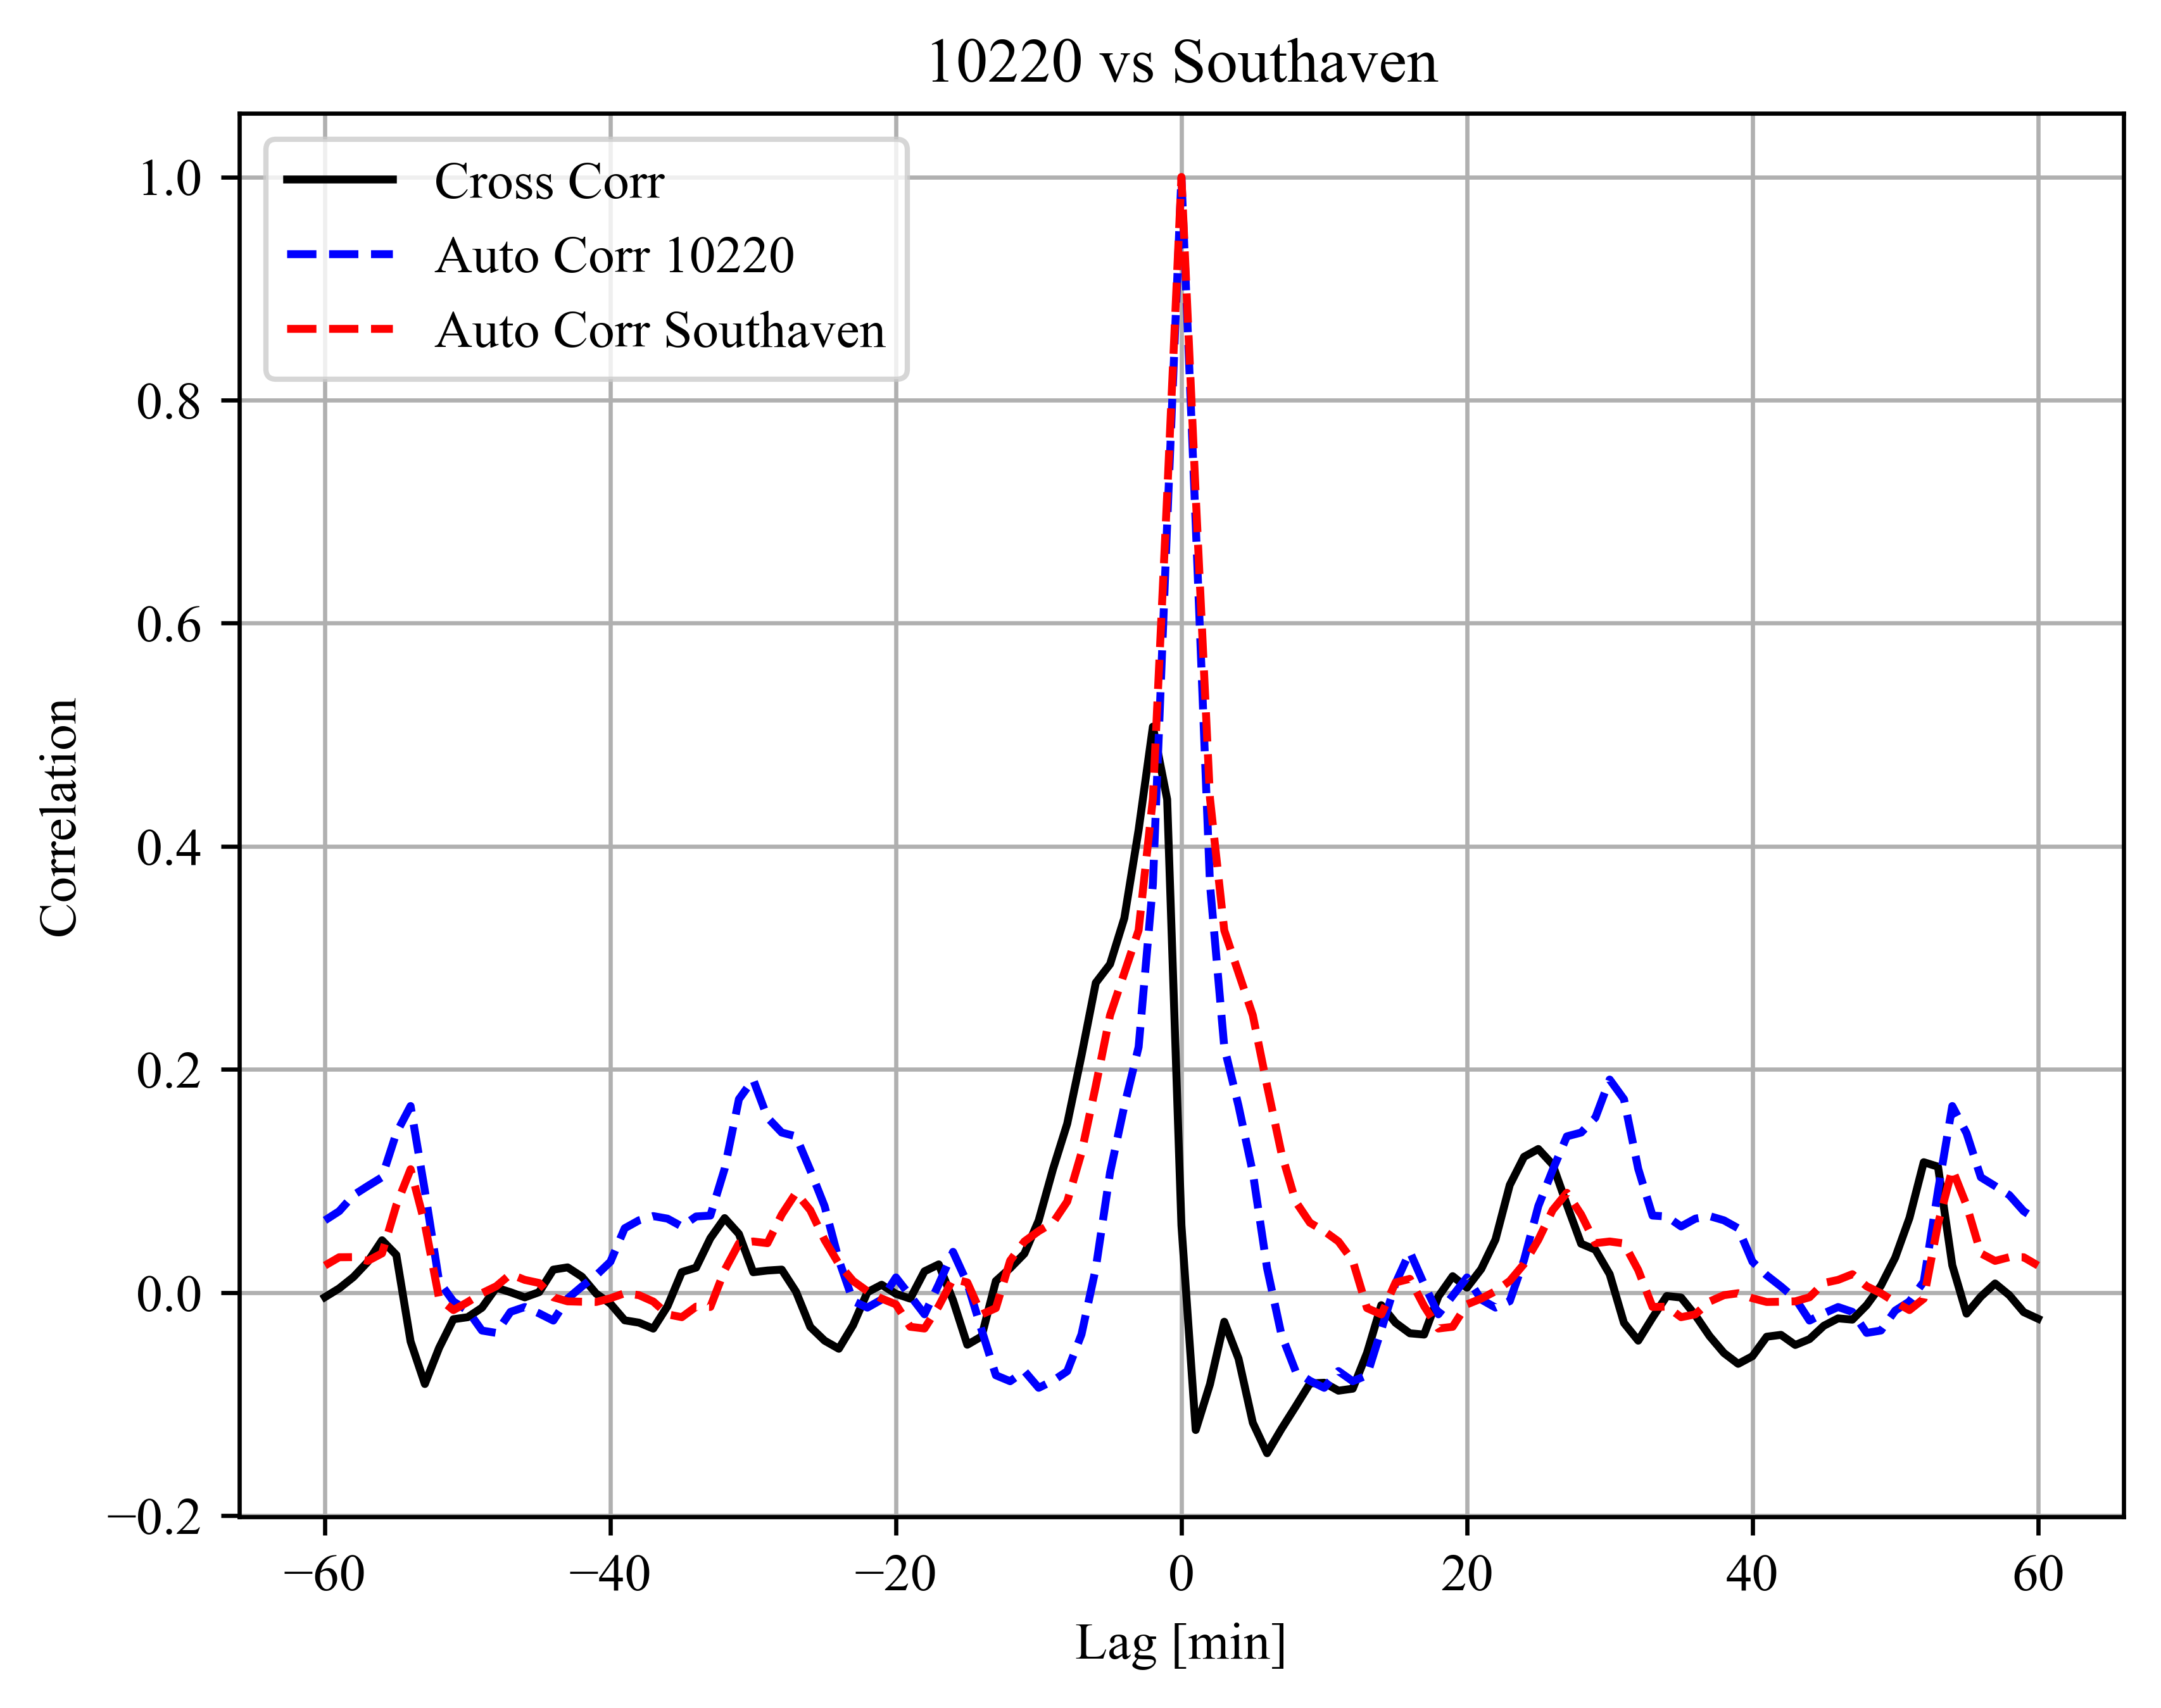 10220 vs Southaven
Cross Corr
Auto Corr 10220
Auto Corr Southaven
1.0
0.8
0.6
0.4
0.2
0.0
−0.2
Correlation
−60
−40
−20
0
20
40
60
Lag [min]